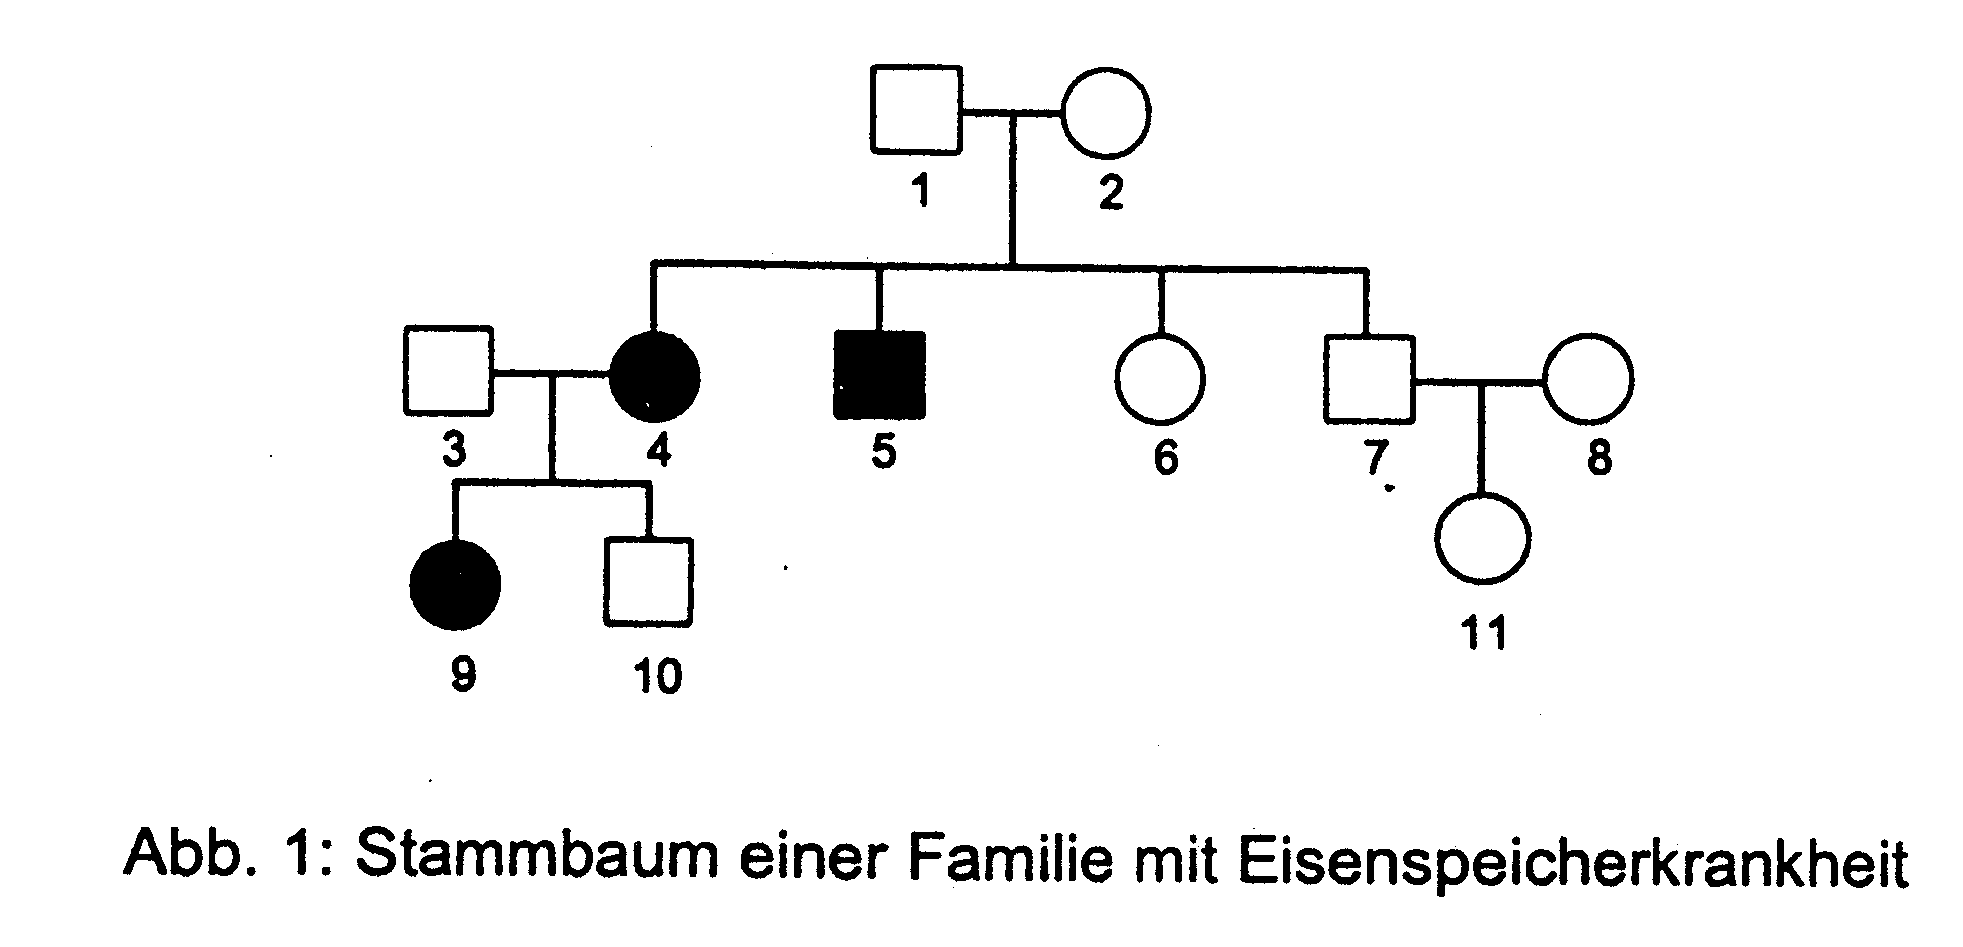 1 2
3 4 5 6 7 8
9 10 11
Abb. 1: Stammbaum einer Familie mit Eisenspeicherkrankheit